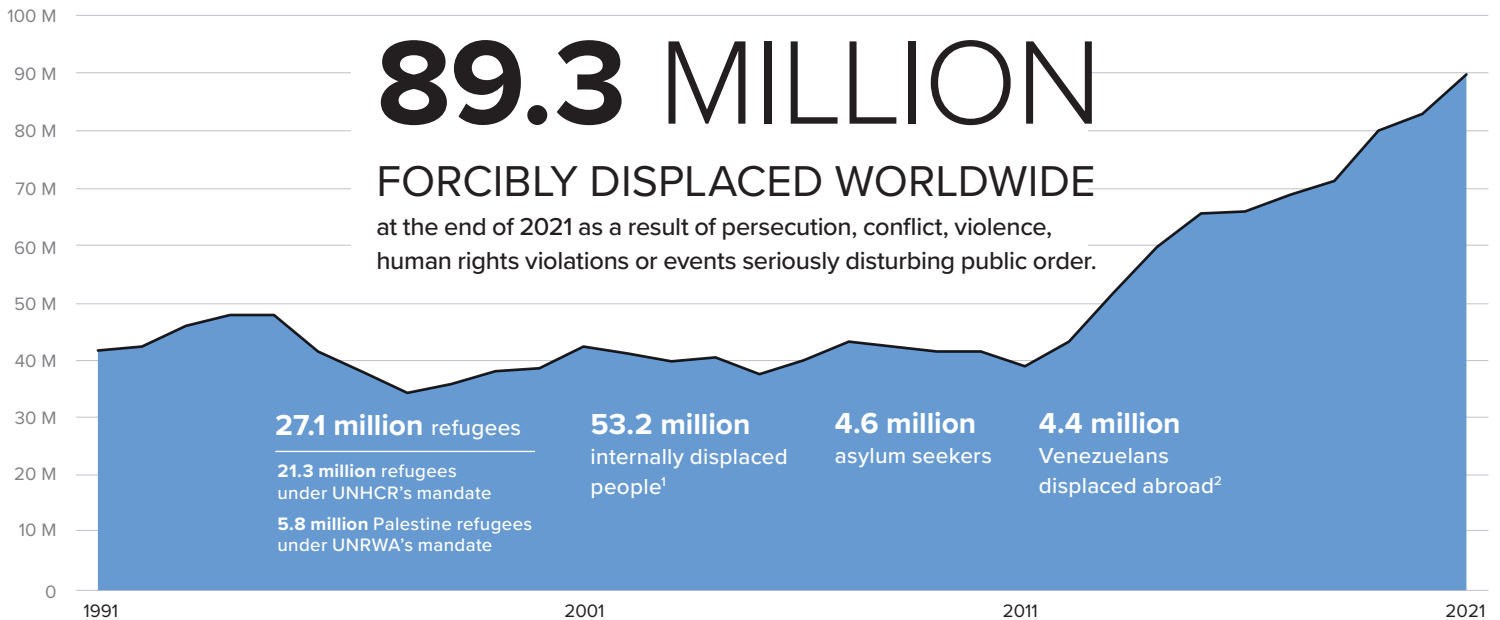 100 M
90 M
80 M
70 M
60 M
50 M
40 M
30 M
20 M
10 M
0
89.3 MILLION
FORCIBLY DISPLACED WORLDWIDE
at the end of 2021 as a result of persecution, conflict, violence,
human rights violations or events seriously disturbing public order.
27.1 million refugees
21.3 million refugees
under UNHCR’s mandate
5.8 million Palestine refugees
under UNRWA’s mandate
53.2 million
internally displaced
people¹
4.6 million
asylum seekers
4.4 million
Venezuelans
displaced abroad²
1991
2001
2011
2021